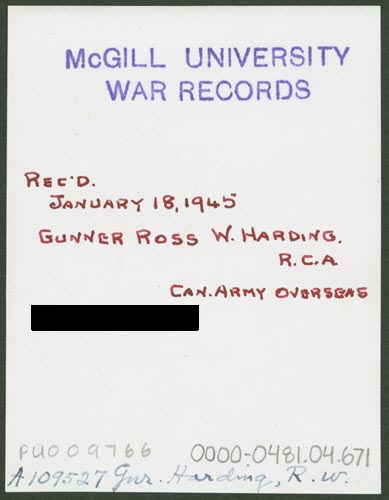 McGILL UNIVERSITY
WAR RECORDS
REC'D.
JANUARY 18, 1945
GUNNER ROSS W. HARDING.
R.C.A
CAN. ARMY OVERSEAS
PU009766
0000-0481.04.671
A109527 Gnr. Harding, R. W.